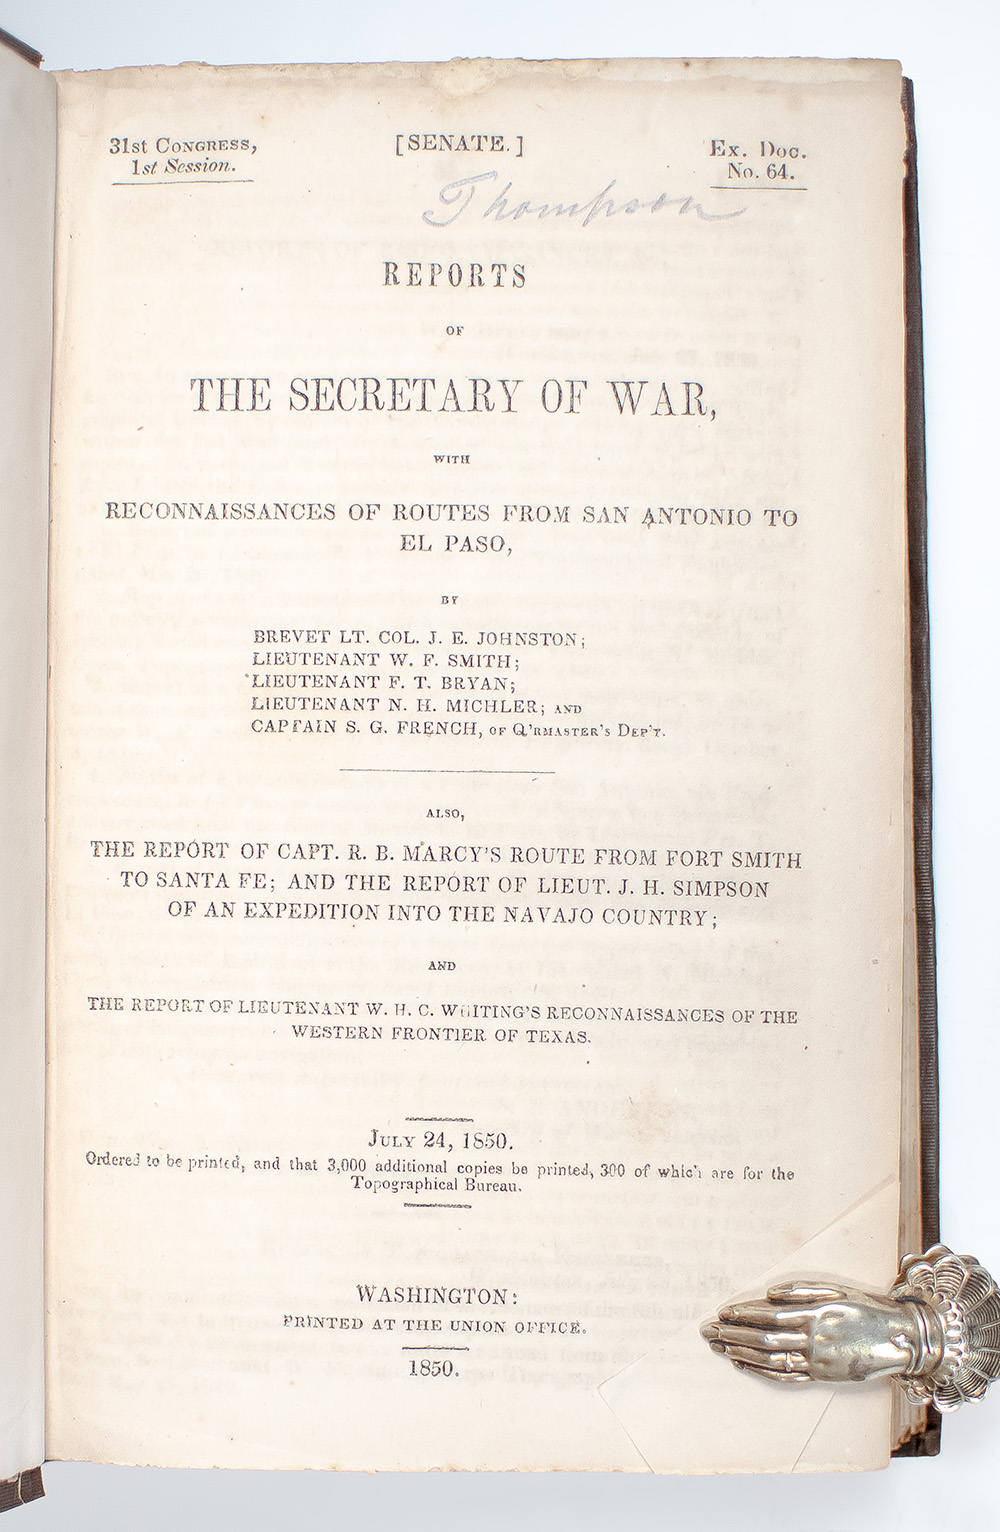 31st Congress,
1st Session.
[SENATE.]
Ex. Doc.
No. 64.
Thompson
REPORTS
OF
THE SECRETARY OF WAR,
WITH
RECONNAISSANCES OF ROUTES FROM SAN ANTONIO TO
EL PASO,
BY
BREVET LT. COL. J. E. JOHNSTON;
LIEUTENANT W. F. SMITH;
LIEUTENANT F. T. BRYAN;
LIEUTENANT N. H. MICHLER; AND
CAPTAIN S. G. FRENCH, OF Q'RMASTER'S DEP'T.
ALSO,
THE REPORT OF CAPT. R. B. MARCY'S ROUTE FROM FORT SMITH
TO SANTA FE; AND THE REPORT OF LIEUT. J. H. SIMPSON
OF AN EXPEDITION INTO THE NAVAJO COUNTRY;
AND
THE REPORT OF LIEUTENANT W. H. C. WHITING'S RECONNAISSANCES OF THE
WESTERN FRONTIER OF TEXAS.
JULY 24, 1850.
Ordered to be printed, and that 3,000 additional copies be printed, 300 of which are for the
Topographical Bureau.
WASHINGTON:
PRINTED AT THE UNION OFFICE.
1850.